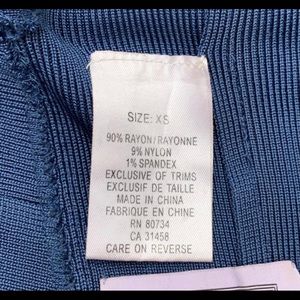 SIZE: XS
90% RAYON/RAYONNE
9% NYLON
1% SPANDEX
EXCLUSIVE OF TRIMS
EXCLUSIF DE TAILLE
MADE IN CHINA
FABRIQUE EN CHINE
RN 80734
CA 31458
CARE ON REVERSE